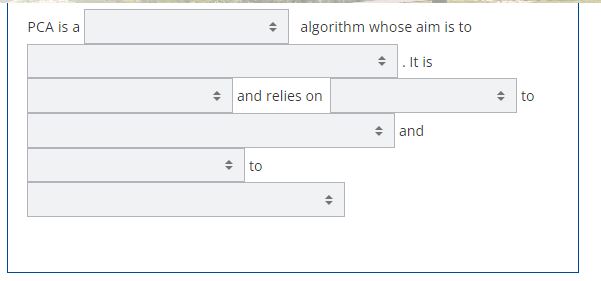 PCA is a algorithm whose aim is to
. It is
and relies on to
and
to